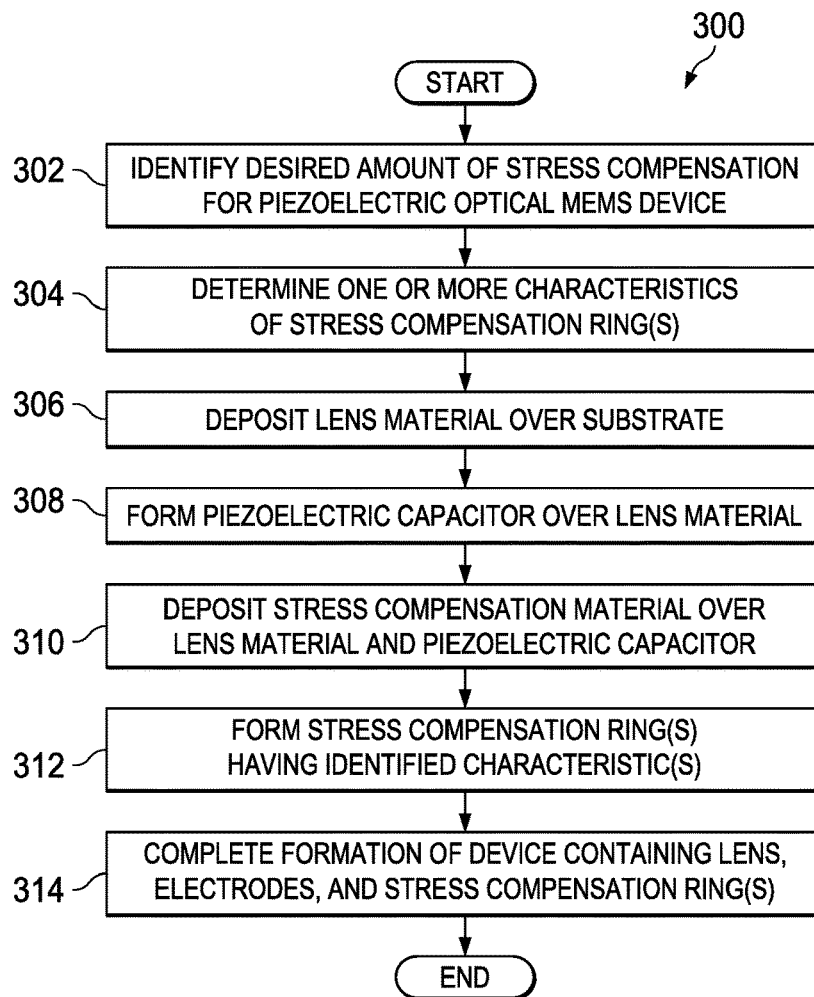 300
START
302
IDENTIFY DESIRED AMOUNT OF STRESS COMPENSATION
FOR PIEZOELECTRIC OPTICAL MEMS DEVICE
304
DETERMINE ONE OR MORE CHARACTERISTICS
OF STRESS COMPENSATION RING(S)
306
DEPOSIT LENS MATERIAL OVER SUBSTRATE
308
FORM PIEZOELECTRIC CAPACITOR OVER LENS MATERIAL
310
DEPOSIT STRESS COMPENSATION MATERIAL OVER
LENS MATERIAL AND PIEZOELECTRIC CAPACITOR
312
FORM STRESS COMPENSATION RING(S)
HAVING IDENTIFIED CHARACTERISTIC(S)
314
COMPLETE FORMATION OF DEVICE CONTAINING LENS,
ELECTRODES, AND STRESS COMPENSATION RING(S)
END